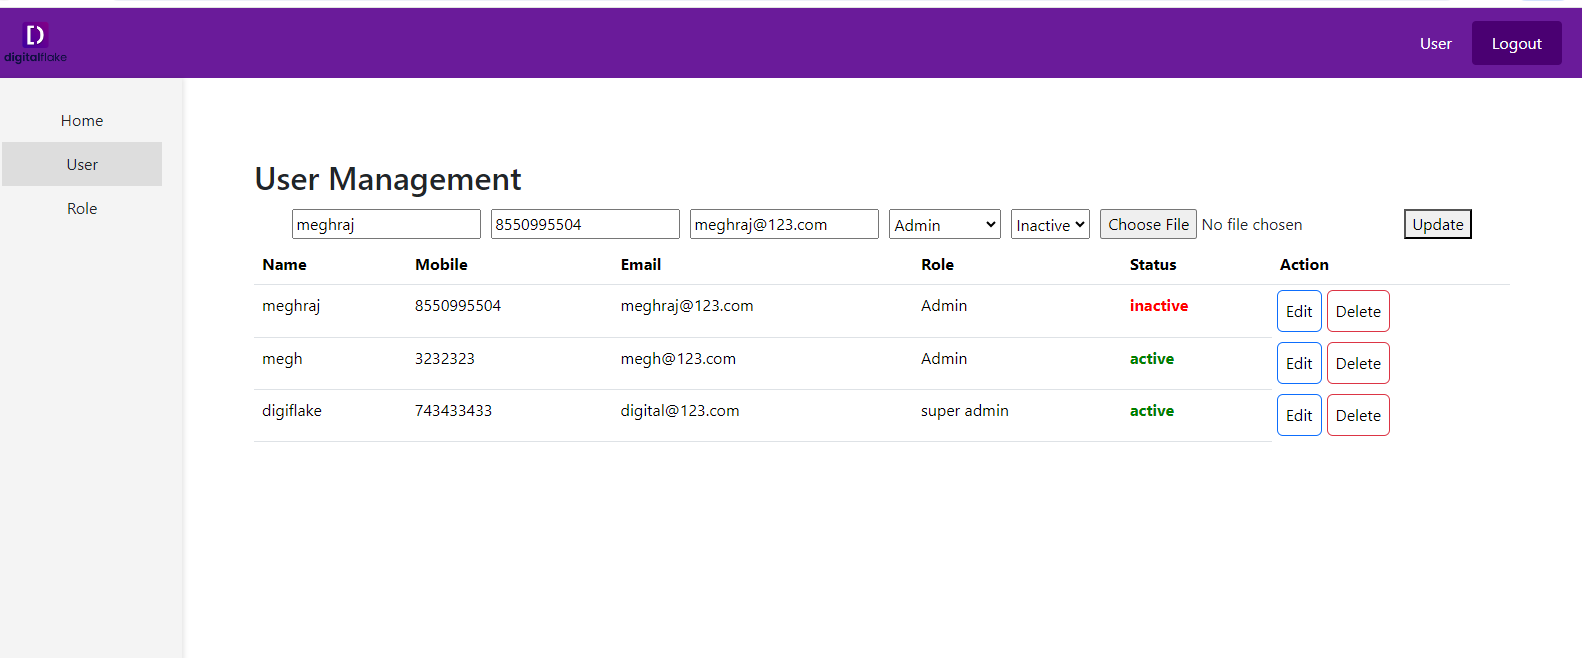 digitalflake
User Logout
Home
User
Role
User Management
meghraj 8550995504 meghraj@123.com Admin Inactive Choose File No file chosen Update
Name Mobile Email Role Status Action
meghraj 8550995504 meghraj@123.com Admin inactive Edit Delete
megh 3232323 megh@123.com Admin active Edit Delete
digiflake 743433433 digital@123.com super admin active Edit Delete